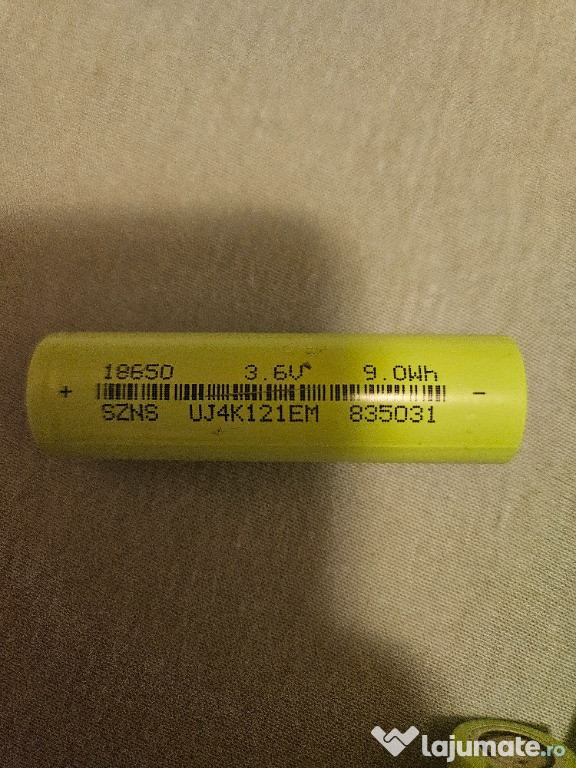 18650 3.6V 9.0Wh
+ -
SZNS UJ4K121EM 835031
lajumate.ro